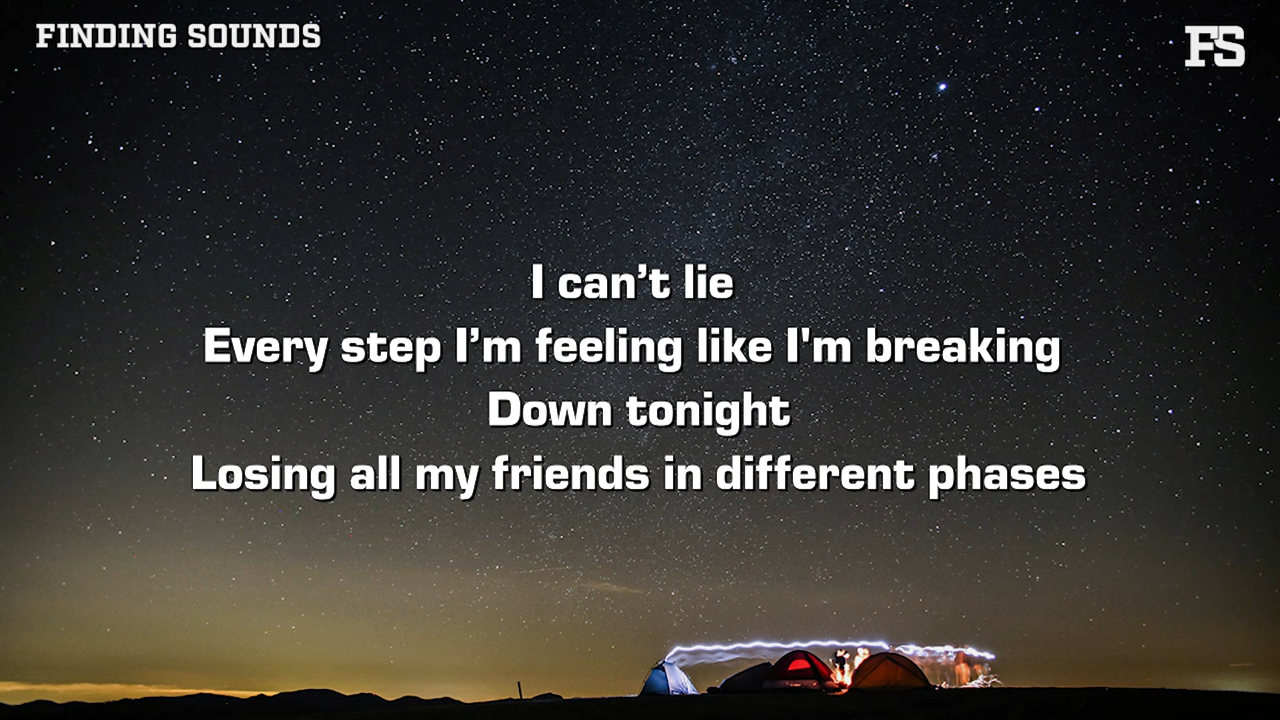 FINDING SOUNDS
FS
I can’t lie
Every step I’m feeling like I'm breaking
Down tonight
Losing all my friends in different phases